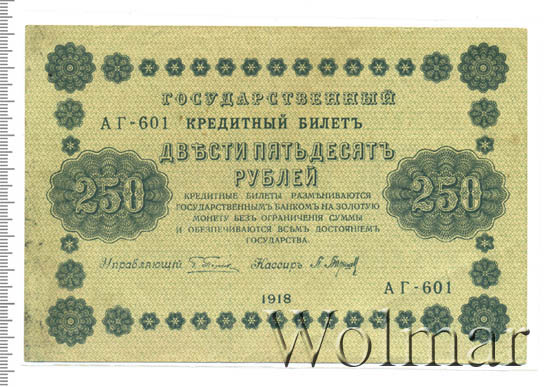 ГОСУДАРСТВЕННЫЙ
АГ-601 КРЕДИТНЫЙ БИЛЕТЪ
ДВѢСТИ ПЯТЬДЕСЯТЪ
РУБЛЕЙ
250 250
КРЕДИТНЫЕ БИЛЕТЫ РАЗМѢНИВАЮТСЯ
ГОСУДАРСТВЕННЫМЪ БАНКОМЪ НА ЗОЛОТУЮ
МОНЕТУ БЕЗЪ ОГРАНИЧЕНІЯ СУММЫ
И ОБЕЗПЕЧИВАЮТСЯ ВСѢМЪ ДОСТОЯНІЕМЪ
ГОСУДАРСТВА.
Управляющій Кассиръ
АГ-601
1918
Wolmar